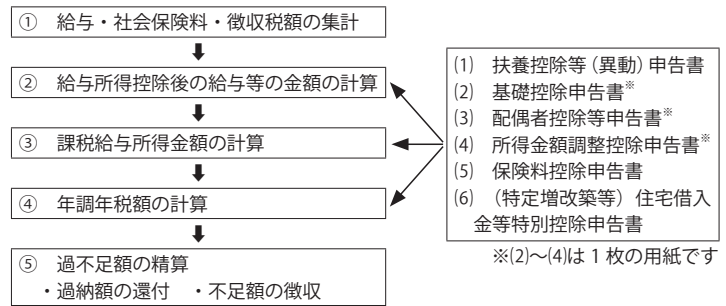 ① 給与・社会保険料・徴収税額の集計
② 給与所得控除後の給与等の金額の計算
③ 課税給与所得金額の計算
④ 年調年税額の計算
⑤ 過不足額の精算
・過納額の還付 ・不足額の徴収
⑴ 扶養控除等(異動)申告書
⑵ 基礎控除申告書※
⑶ 配偶者控除等申告書※
⑷ 所得金額調整控除申告書※
⑸ 保険料控除申告書
⑹ (特定増改築等)住宅借入
金等特別控除申告書
※⑵~⑷は 1 枚の用紙です